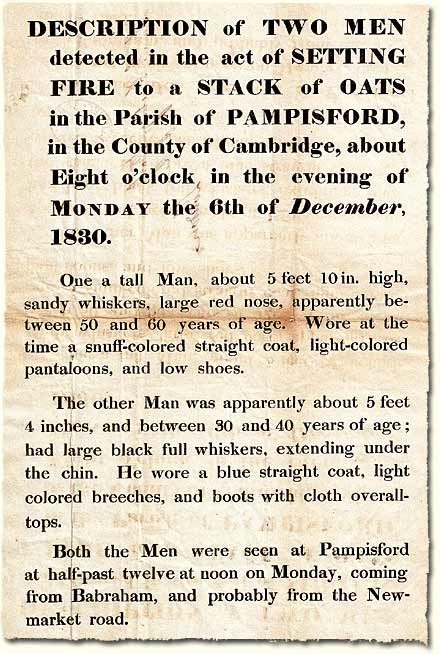 DESCRIPTION of TWO MEN
detected in the act of SETTING
FIRE to a STACK of OATS
in the Parish of PAMPISFORD,
in the County of Cambridge, about
Eight o'clock in the evening of
MONDAY the 6th of December,
1830.
One a tall Man, about 5 feet 10 in. high,
sandy whiskers, large red nose, apparently be-
tween 50 and 60 years of age. Wore at the
time a snuff-colored straight coat, light-colored
pantaloons, and low shoes.
The other Man was apparently about 5 feet
4 inches, and between 30 and 40 years of age;
had large black full whiskers, extending under
the chin. He wore a blue straight coat, light
colored breeches, and boots with cloth overall-
tops.
Both the Men were seen at Pampisford
at half-past twelve at noon on Monday, coming
from Babraham, and probably from the New-
market road.